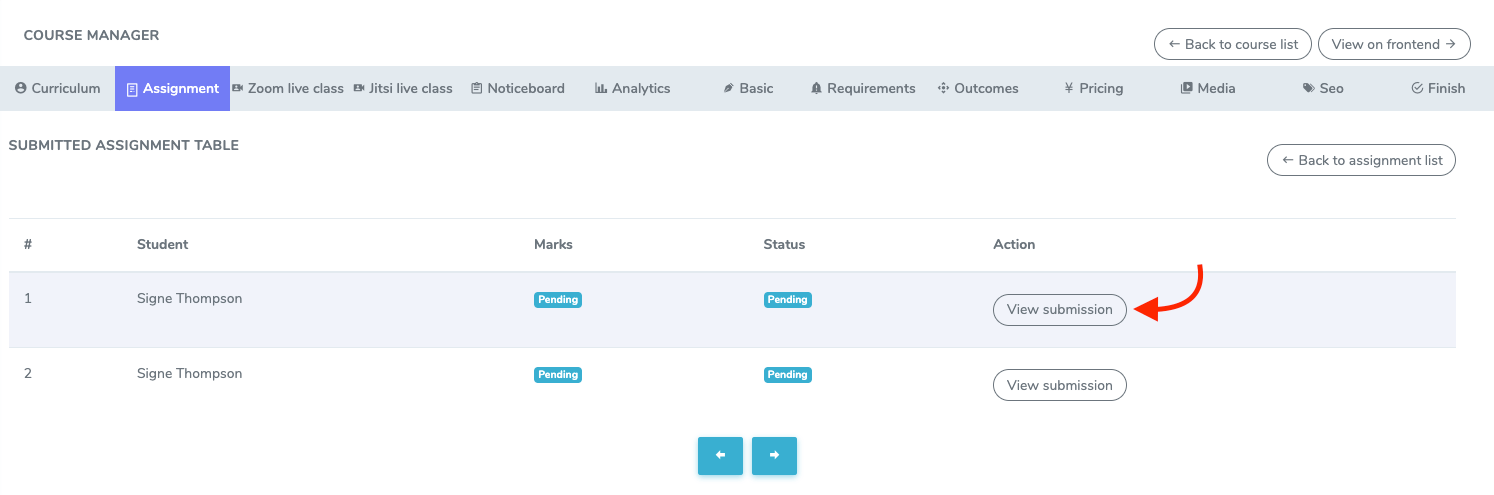 COURSE MANAGER
← Back to course list View on frontend →
Curriculum Assignment Zoom live class Jitsi live class Noticeboard Analytics Basic Requirements Outcomes ¥ Pricing Media Seo Finish
SUBMITTED ASSIGNMENT TABLE
← Back to assignment list
# Student Marks Status Action
1 Signe Thompson Pending Pending View submission
2 Signe Thompson Pending Pending View submission